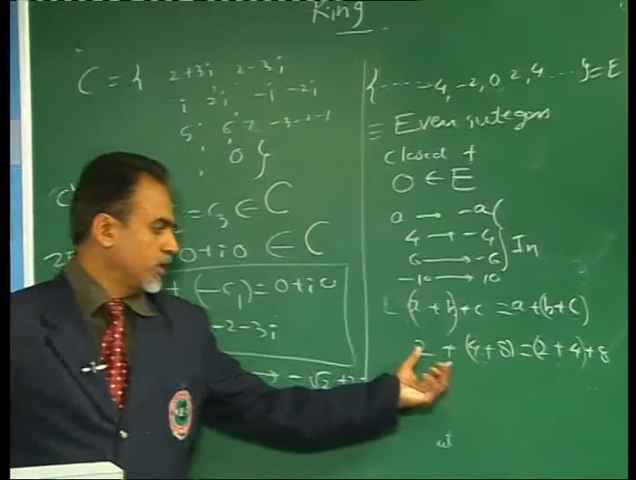 Ring
C = { 2+3i 2-3i
i 2i -i -2i
5 6 7 -3 -2 -1
0 }
= C3 ∈ C
0+i0 ∈ C
+ (-C1) = 0+i0
-2-3i
{ ------ -4, -2, 0, 2, 4 ... } = E
≡ Even integers
closed +
0 ∈ E
a → -a
4 → -4
6 → -6
-10 → 10
In
(a + b) + c = a + (b + c)
2 + (4+8) = (2+4)+8